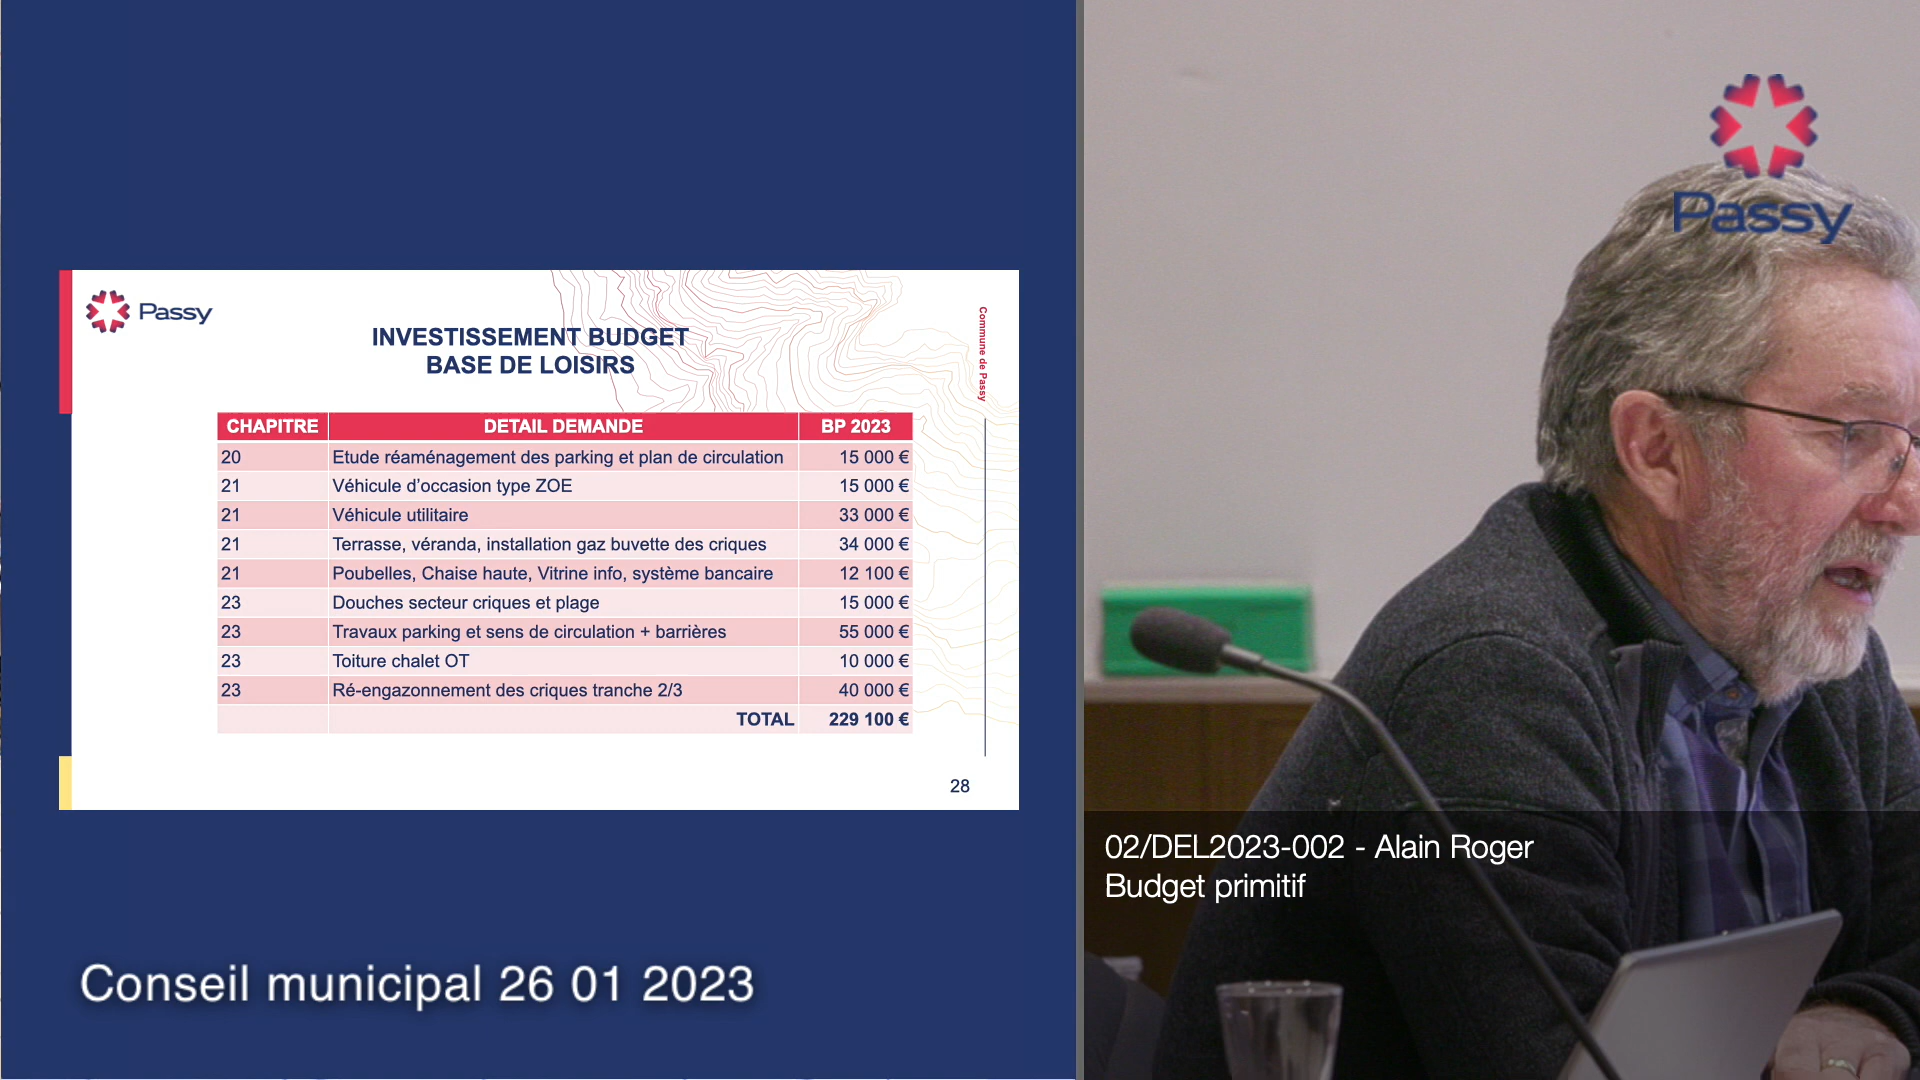 Passy
INVESTISSEMENT BUDGET
BASE DE LOISIRS
Commune de Passy
CHAPITRE DETAIL DEMANDE BP 2023
20 Etude réaménagement des parking et plan de circulation 15 000 €
21 Véhicule d’occasion type ZOE 15 000 €
21 Véhicule utilitaire 33 000 €
21 Terrasse, véranda, installation gaz buvette des criques 34 000 €
21 Poubelles, Chaise haute, Vitrine info, système bancaire 12 100 €
23 Douches secteur criques et plage 15 000 €
23 Travaux parking et sens de circulation + barrières 55 000 €
23 Toiture chalet OT 10 000 €
23 Ré-engazonnement des criques tranche 2/3 40 000 €
TOTAL 229 100 €
28
Conseil municipal 26 01 2023
Passy
02/DEL2023-002 - Alain Roger
Budget primitif